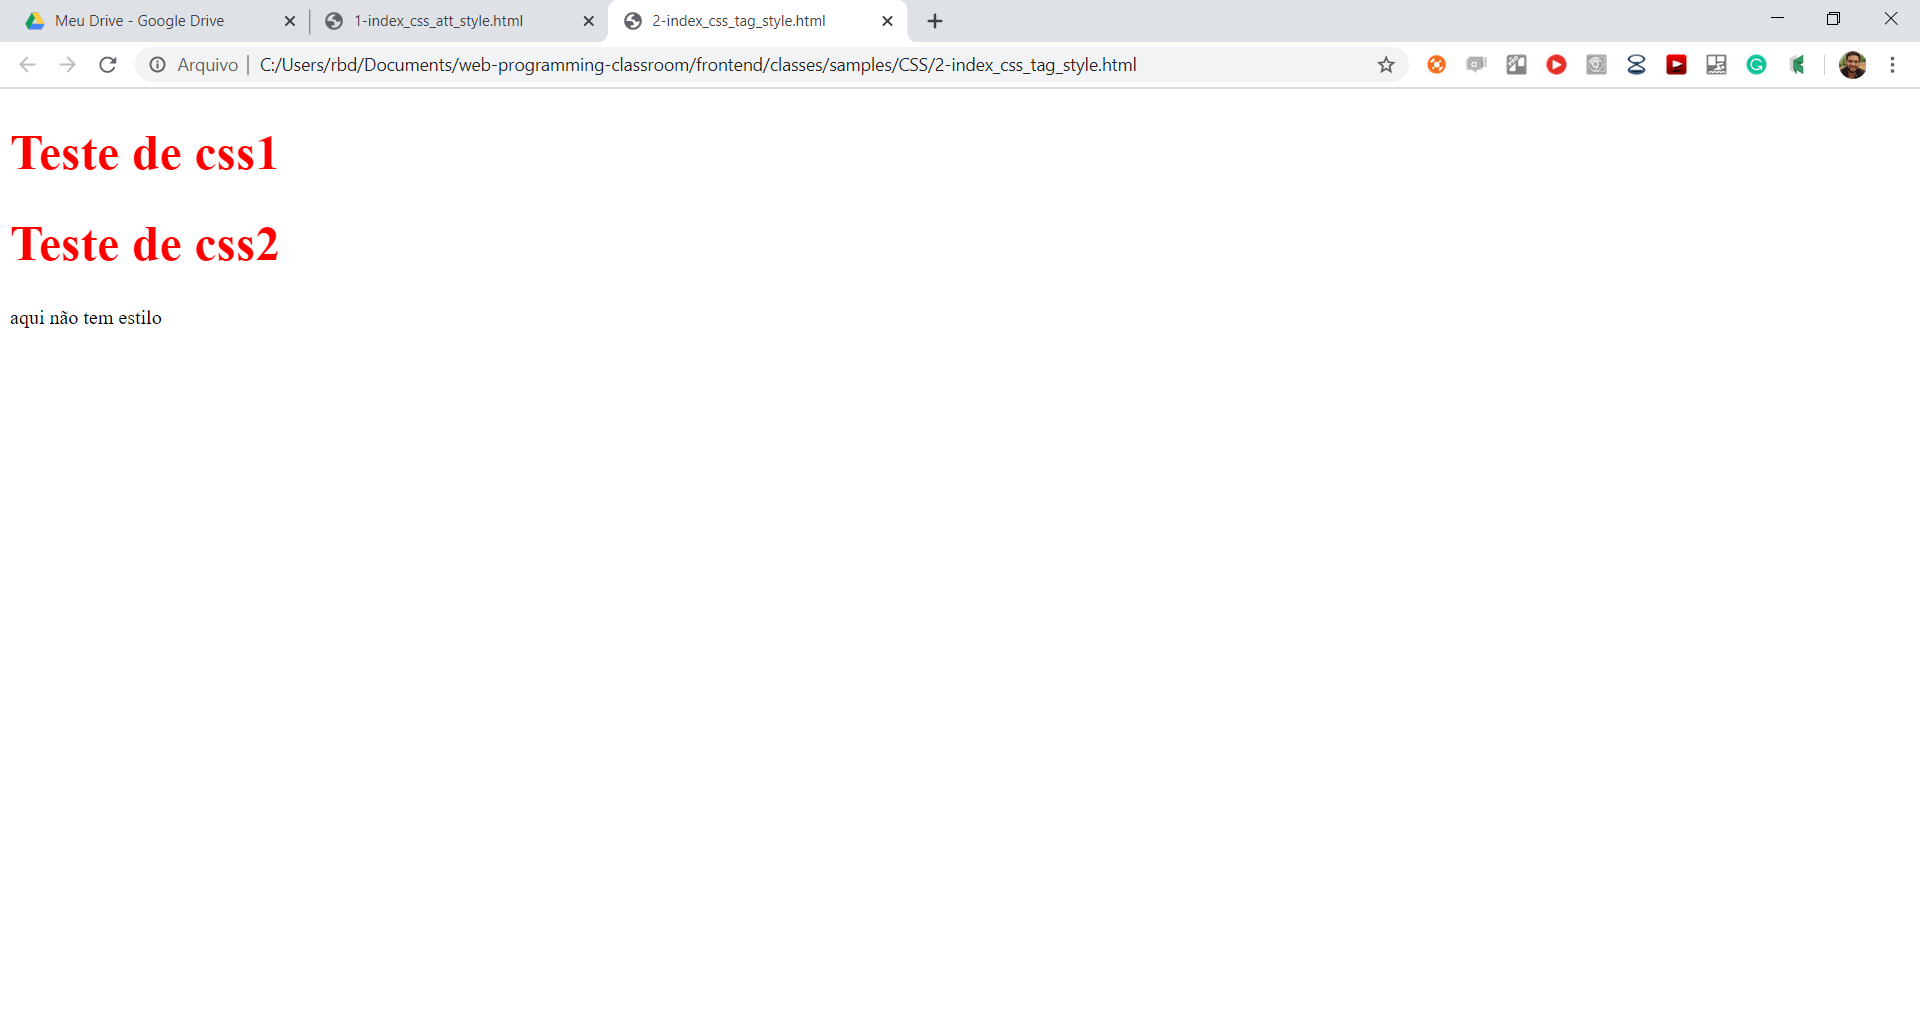 Meu Drive - Google Drive
1-index_css_att_style.html
2-index_css_tag_style.html
Arquivo
C:/Users/rbd/Documents/web-programming-classroom/frontend/classes/samples/CSS/2-index_css_tag_style.html
Teste de css1
Teste de css2
aqui não tem estilo